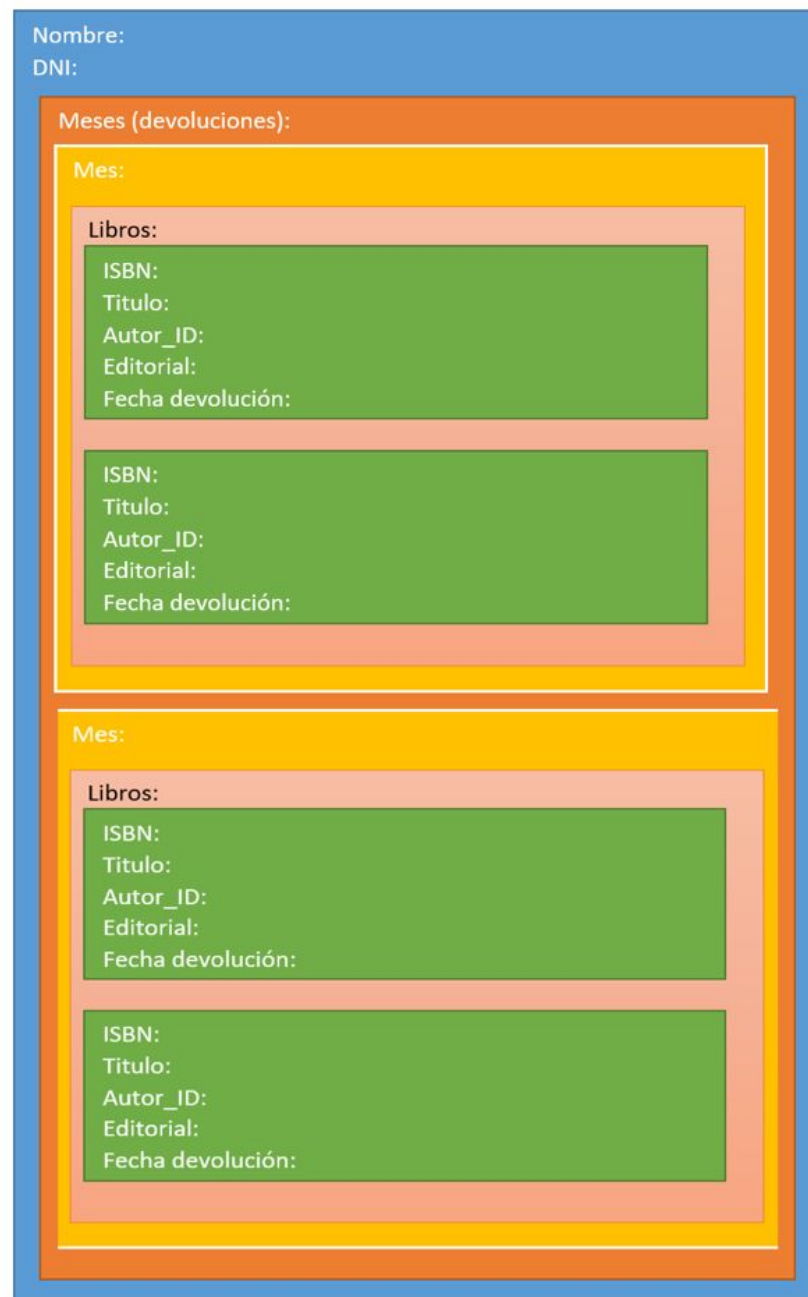 Nombre:
DNI:
Meses (devoluciones):
Mes:
Libros:
ISBN:
Titulo:
Autor_ID:
Editorial:
Fecha devolución:
ISBN:
Titulo:
Autor_ID:
Editorial:
Fecha devolución:
Mes:
Libros:
ISBN:
Titulo:
Autor_ID:
Editorial:
Fecha devolución:
ISBN:
Titulo:
Autor_ID:
Editorial:
Fecha devolución: